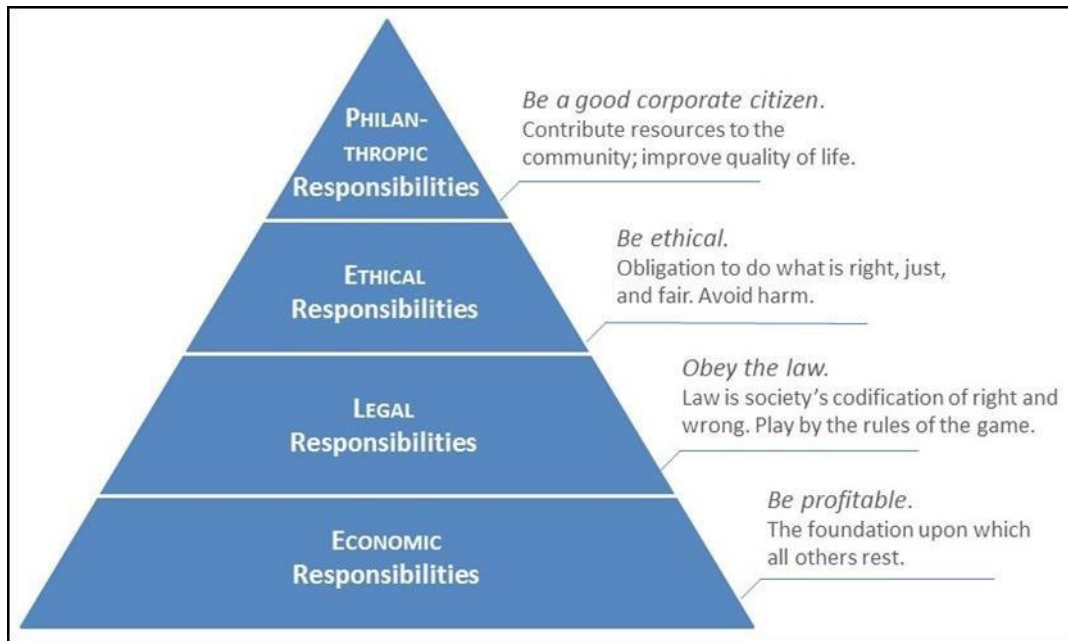 PHILAN-
THROPIC
Responsibilities
Be a good corporate citizen.
Contribute resources to the
community; improve quality of life.
ETHICAL
Responsibilities
Be ethical.
Obligation to do what is right, just,
and fair. Avoid harm.
LEGAL
Responsibilities
Obey the law.
Law is society’s codification of right and
wrong. Play by the rules of the game.
ECONOMIC
Responsibilities
Be profitable.
The foundation upon which
all others rest.